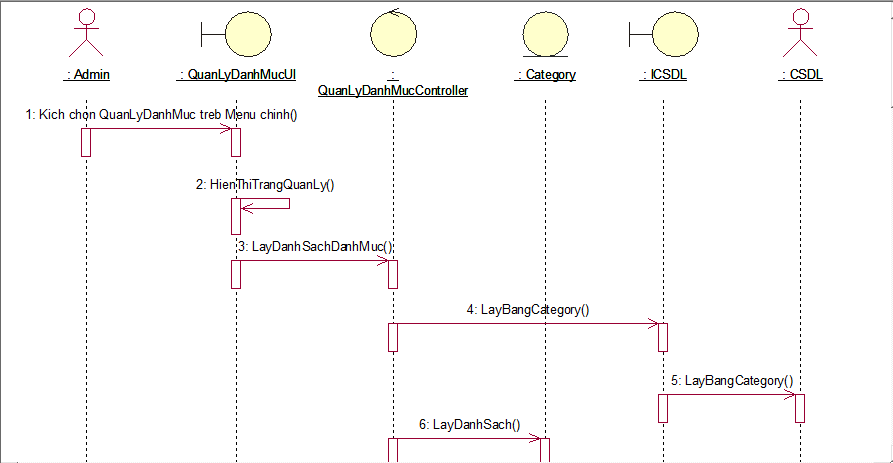 : Admin
: QuanLyDanhMucUI
:
QuanLyDanhMucController
: Category
: ICSDL
: CSDL
1: Kich chon QuanLyDanhMuc treb Menu chinh()
2: HienThiTrangQuanLy()
3: LayDanhSachDanhMuc()
4: LayBangCategory()
5: LayBangCategory()
6: LayDanhSach()